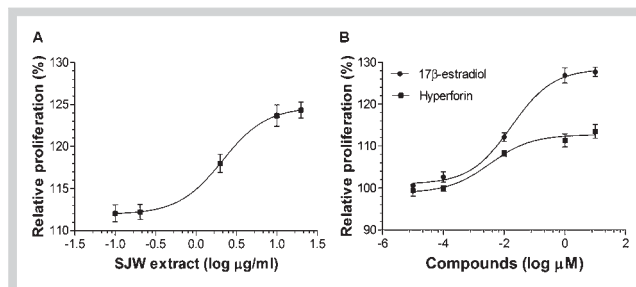 A
Relative proliferation (%)
130
125
120
115
110
-1.5
-1.0
-0.5
0.0
0.5
1.0
1.5
SJW extract (log µg/ml)
B
Relative proliferation (%)
130
120
110
100
90
17β-estradiol
Hyperforin
-6
-4
-2
0
2
Compounds (log µM)